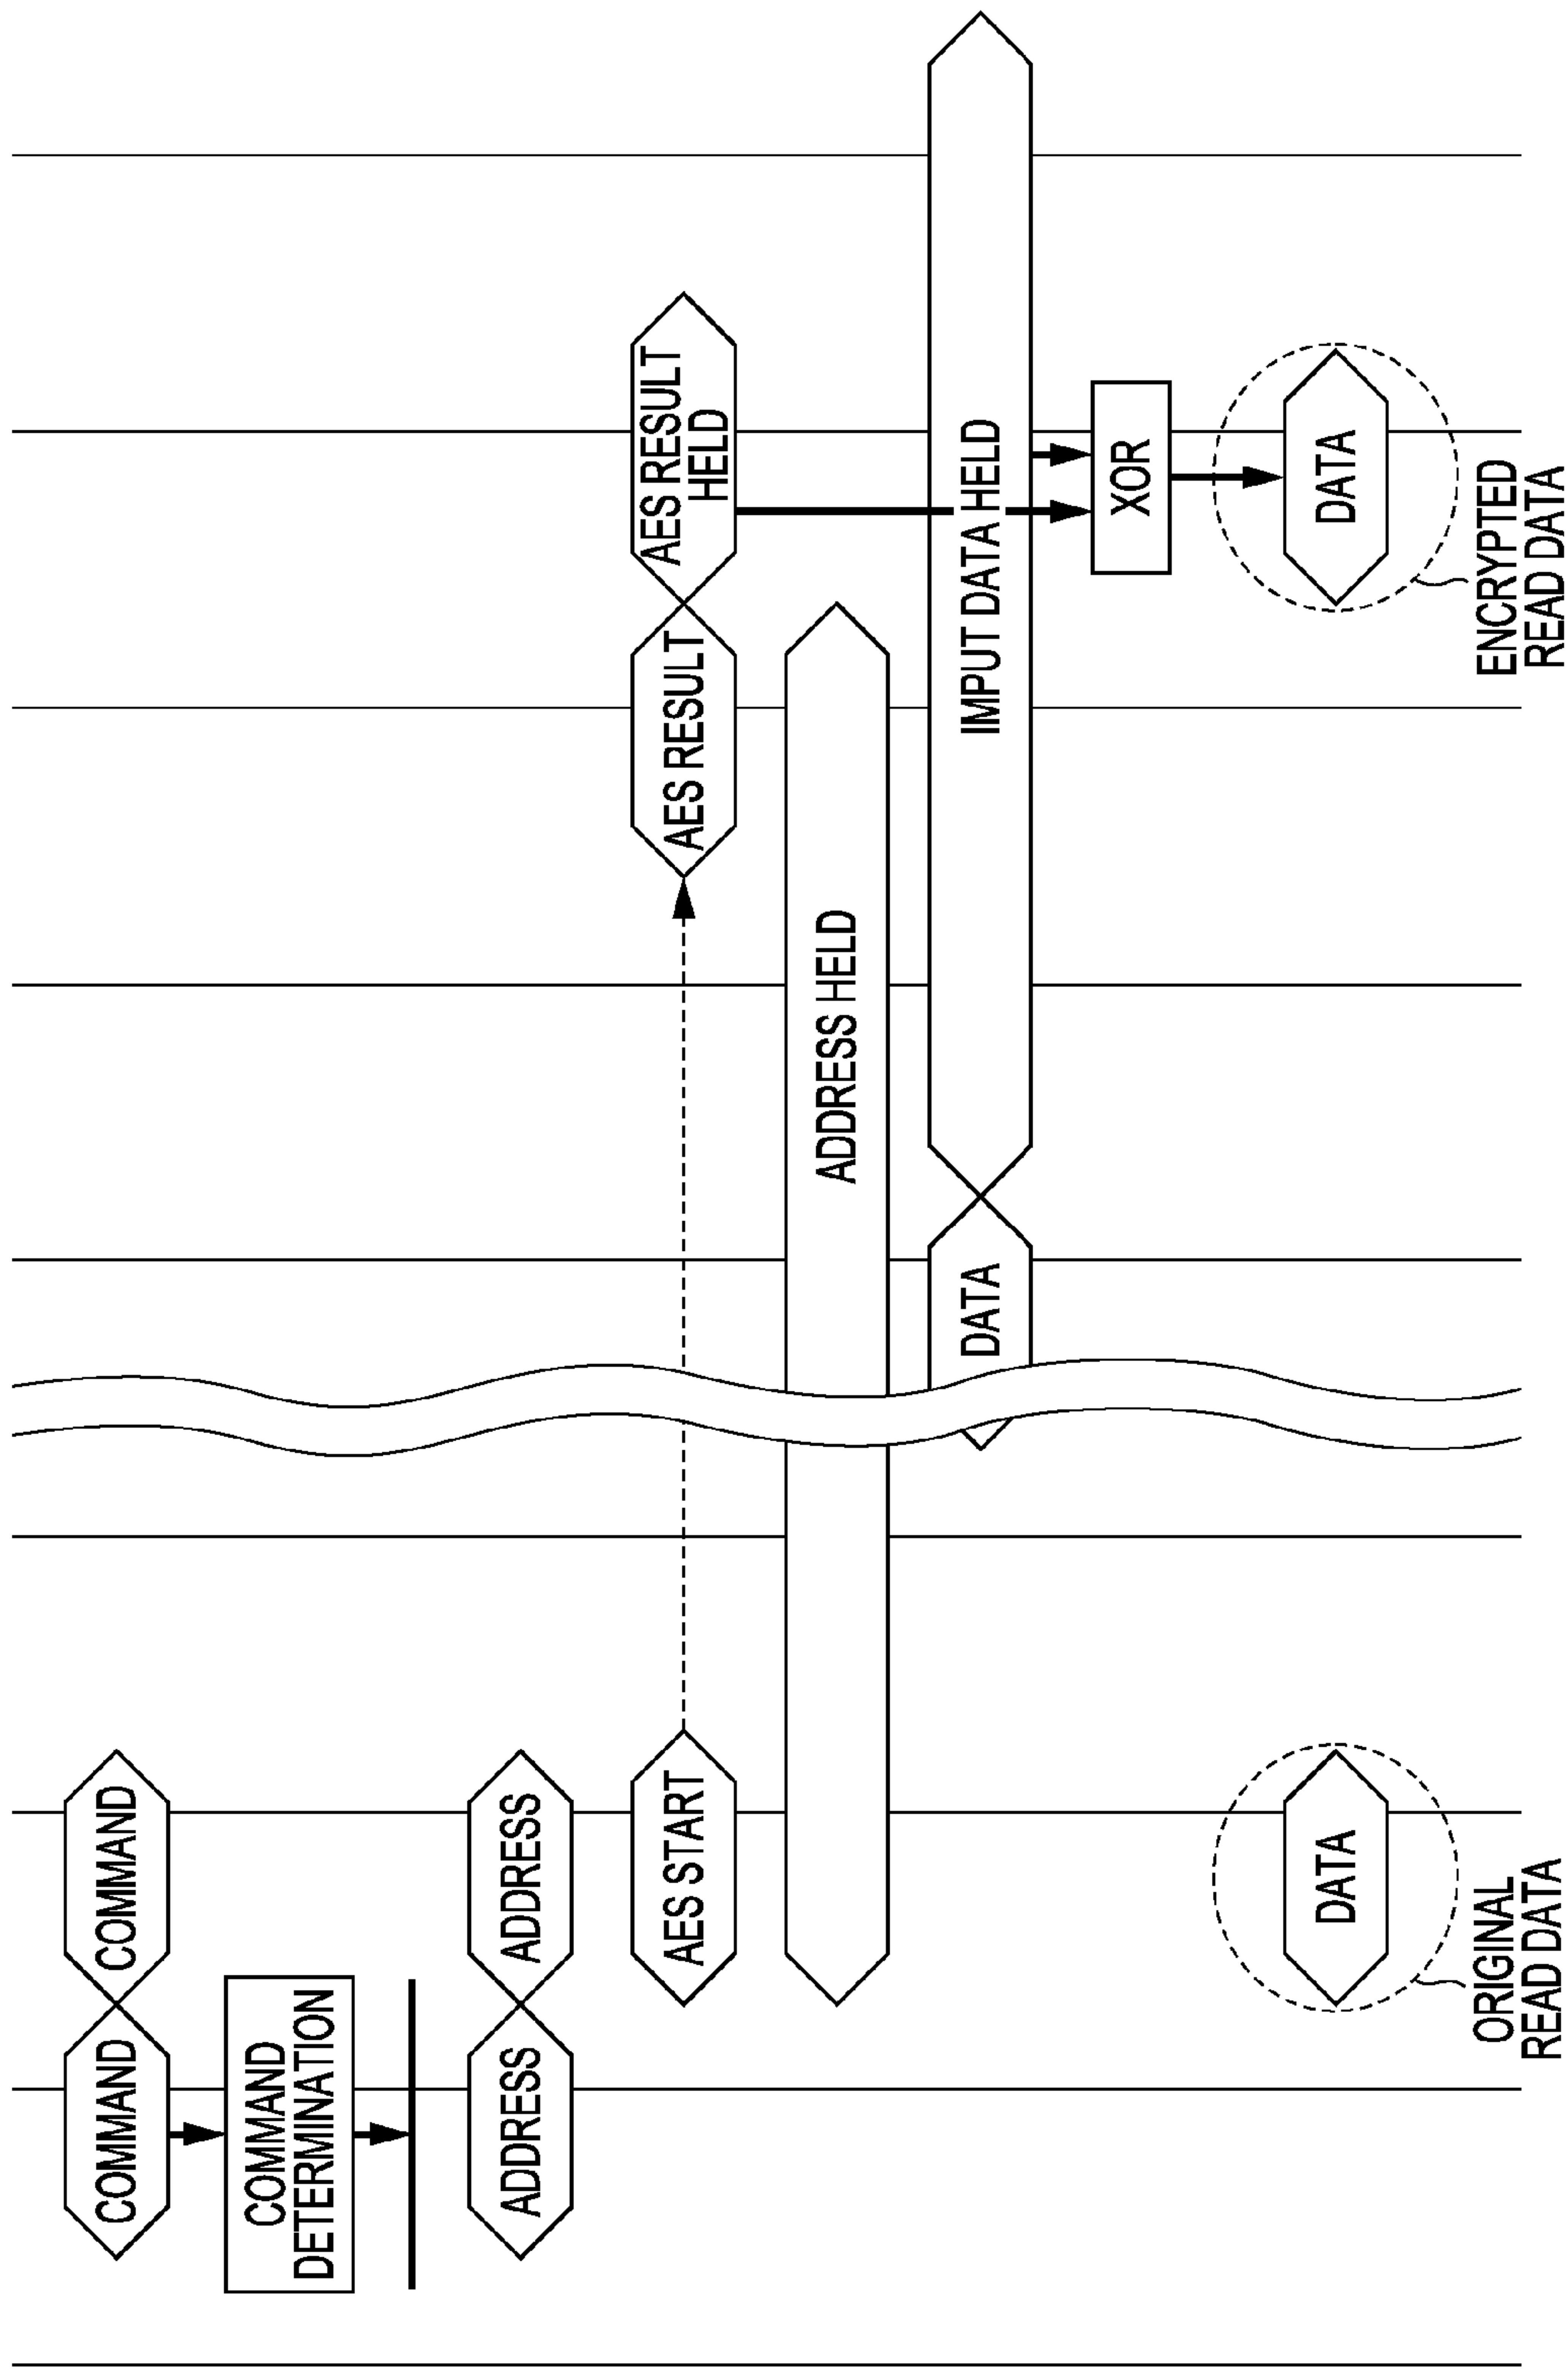 COMMAND
COMMAND
COMMAND
DETERMINATION
ADDRESS
ADDRESS
AES START
AES RESULT
AES RESULT
HELD
ADDRESS HELD
DATA
IMPUT DATA HELD
XOR
DATA
DATA
ORIGINAL
READ DATA
ENCRYPTED
READ DATA